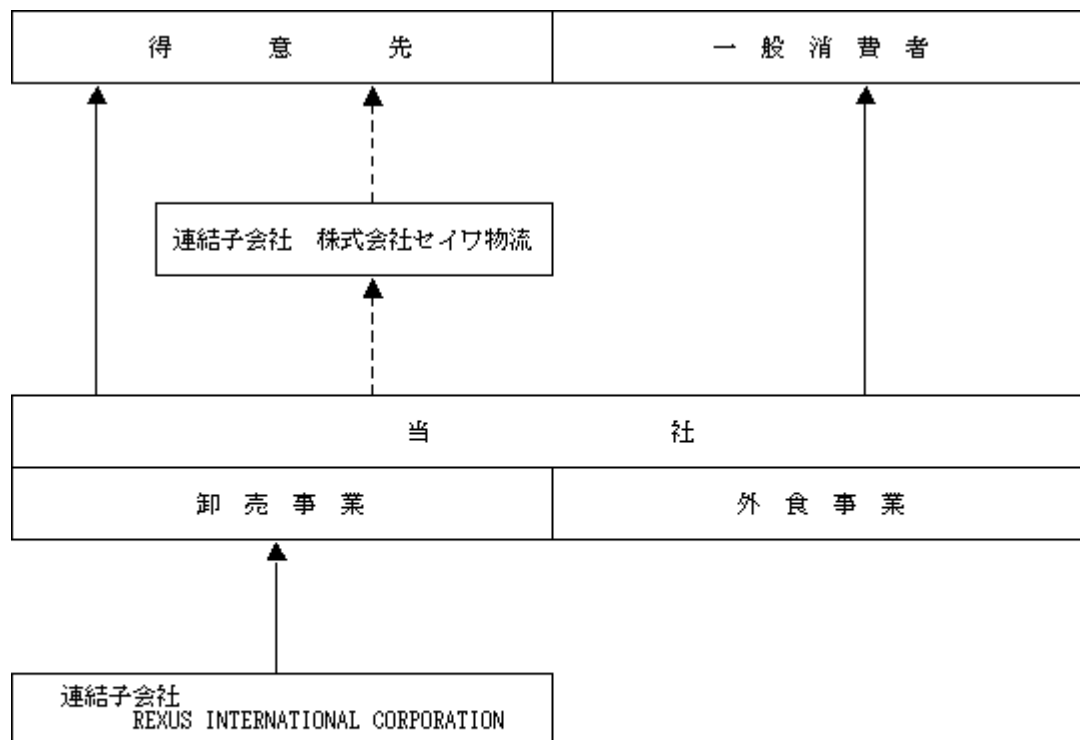 得意先
一般消費者
連結子会社　株式会社セイワ物流
当社
卸売事業
外食事業
連結子会社
REXUS INTERNATIONAL CORPORATION